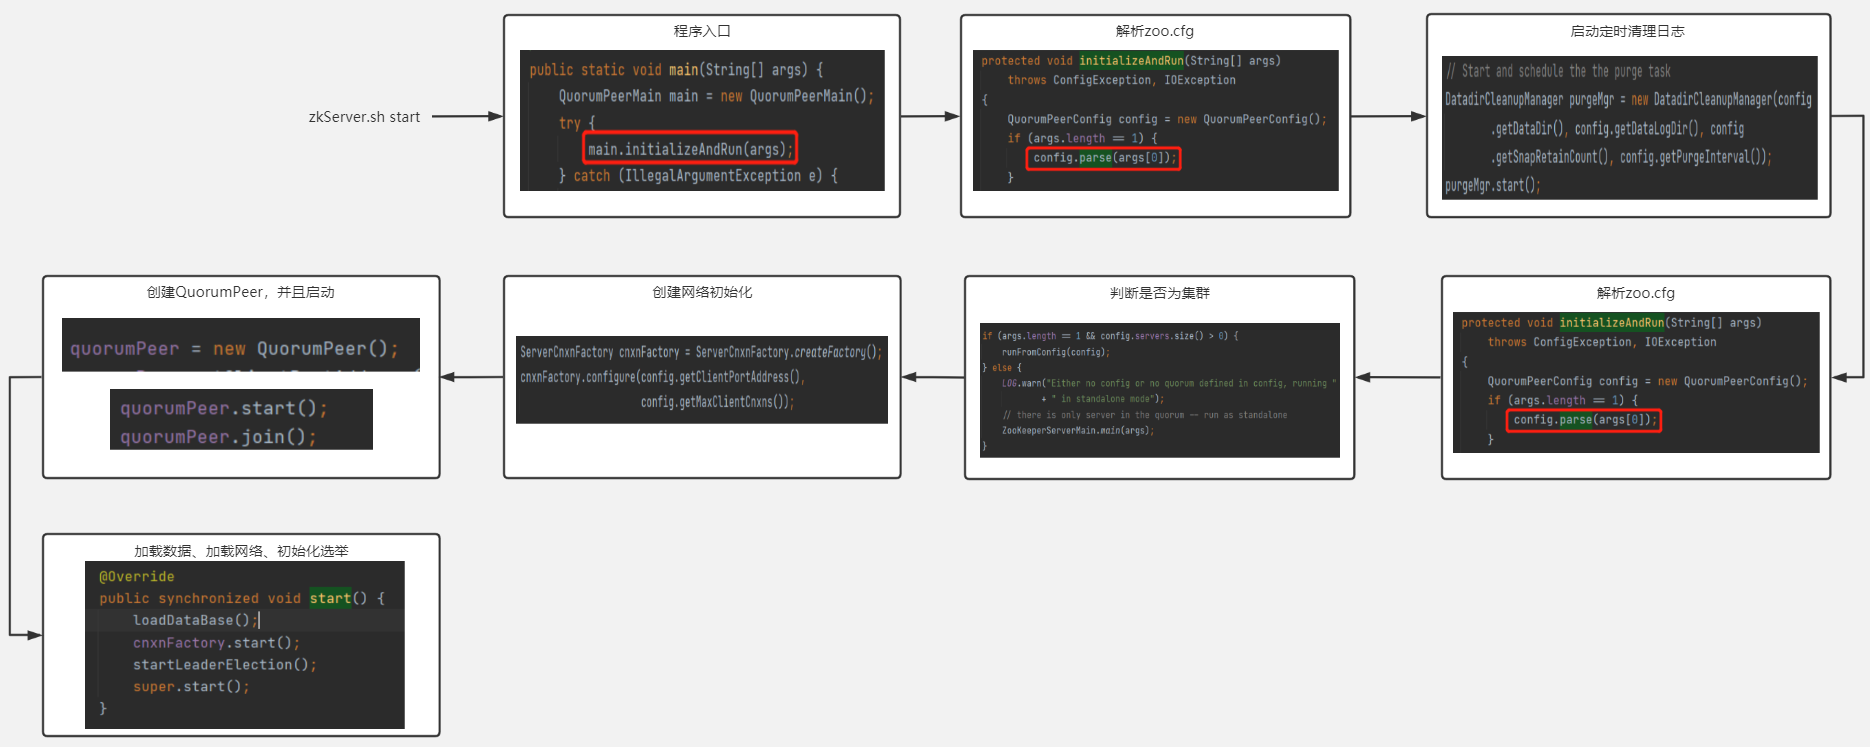 zkServer.sh start
程序入口
public static void main(String[] args) {
QuorumPeerMain main = new QuorumPeerMain();
try {
main.initializeAndRun(args);
} catch (IllegalArgumentException e) {
解析zoo.cfg
protected void initializeAndRun(String[] args)
throws ConfigException, IOException
{
QuorumPeerConfig config = new QuorumPeerConfig();
if (args.length == 1) {
config.parse(args[0]);
}
启动定时清理日志
// Start and schedule the the purge task
DatadirCleanupManager purgeMgr = new DatadirCleanupManager(config
.getDataDir(), config.getDataLogDir(), config
.getSnapRetainCount(), config.getPurgeInterval());
purgeMgr.start();
解析zoo.cfg
protected void initializeAndRun(String[] args)
throws ConfigException, IOException
{
QuorumPeerConfig config = new QuorumPeerConfig();
if (args.length == 1) {
config.parse(args[0]);
}
判断是否为集群
if (args.length == 1 && config.servers.size() > 0) {
runFromConfig(config);
} else {
LOG.warn("Either no config or no quorum defined in config, running "
+ " in standalone mode");
// there is only server in the quorum -- run as standalone
ZooKeeperServerMain.main(args);
}
创建网络初始化
ServerCnxnFactory cnxnFactory = ServerCnxnFactory.createFactory();
cnxnFactory.configure(config.getClientPortAddress(),
config.getMaxClientCnxns());
创建QuorumPeer，并且启动
quorumPeer = new QuorumPeer();
quorumPeer.start();
quorumPeer.join();
加载数据、加载网络、初始化选举
@Override
public synchronized void start() {
loadDataBase();
cnxnFactory.start();
startLeaderElection();
super.start();
}